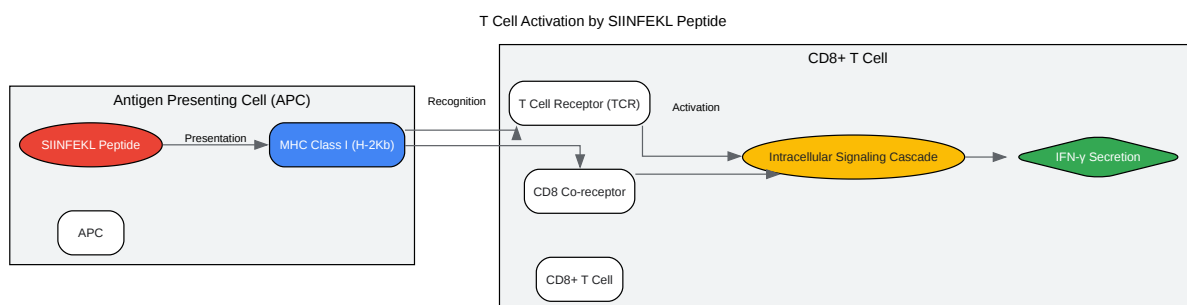 T Cell Activation by SIINFEKL Peptide
Antigen Presenting Cell (APC)
SIINFEKL Peptide
Presentation
MHC Class I (H-2Kb)
APC
Recognition
CD8+ T Cell
T Cell Receptor (TCR)
Activation
CD8 Co-receptor
Intracellular Signaling Cascade
IFN-γ Secretion
CD8+ T Cell